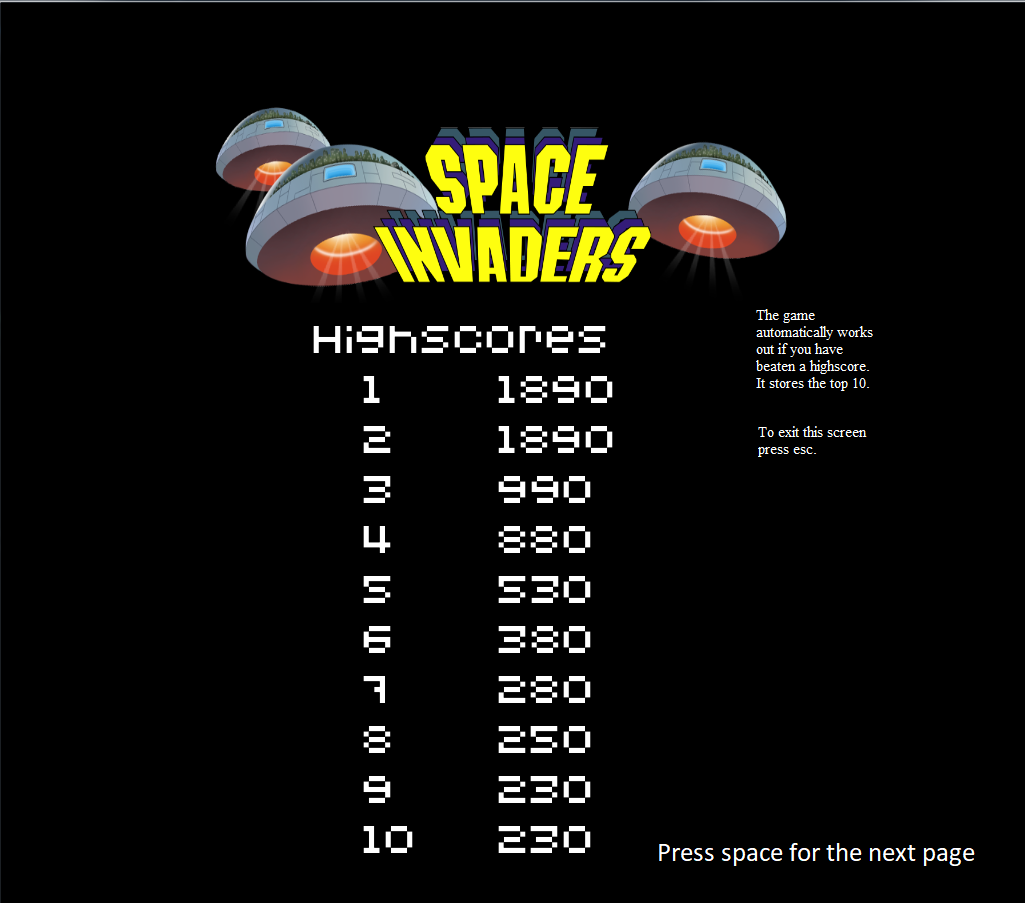 SPACE
INVADERS
Highscores
1 1890
2 1890
3 990
4 880
5 530
6 380
7 280
8 250
9 230
10 230
The game
automatically works
out if you have
beaten a highscore.
It stores the top 10.
To exit this screen
press esc.
Press space for the next page